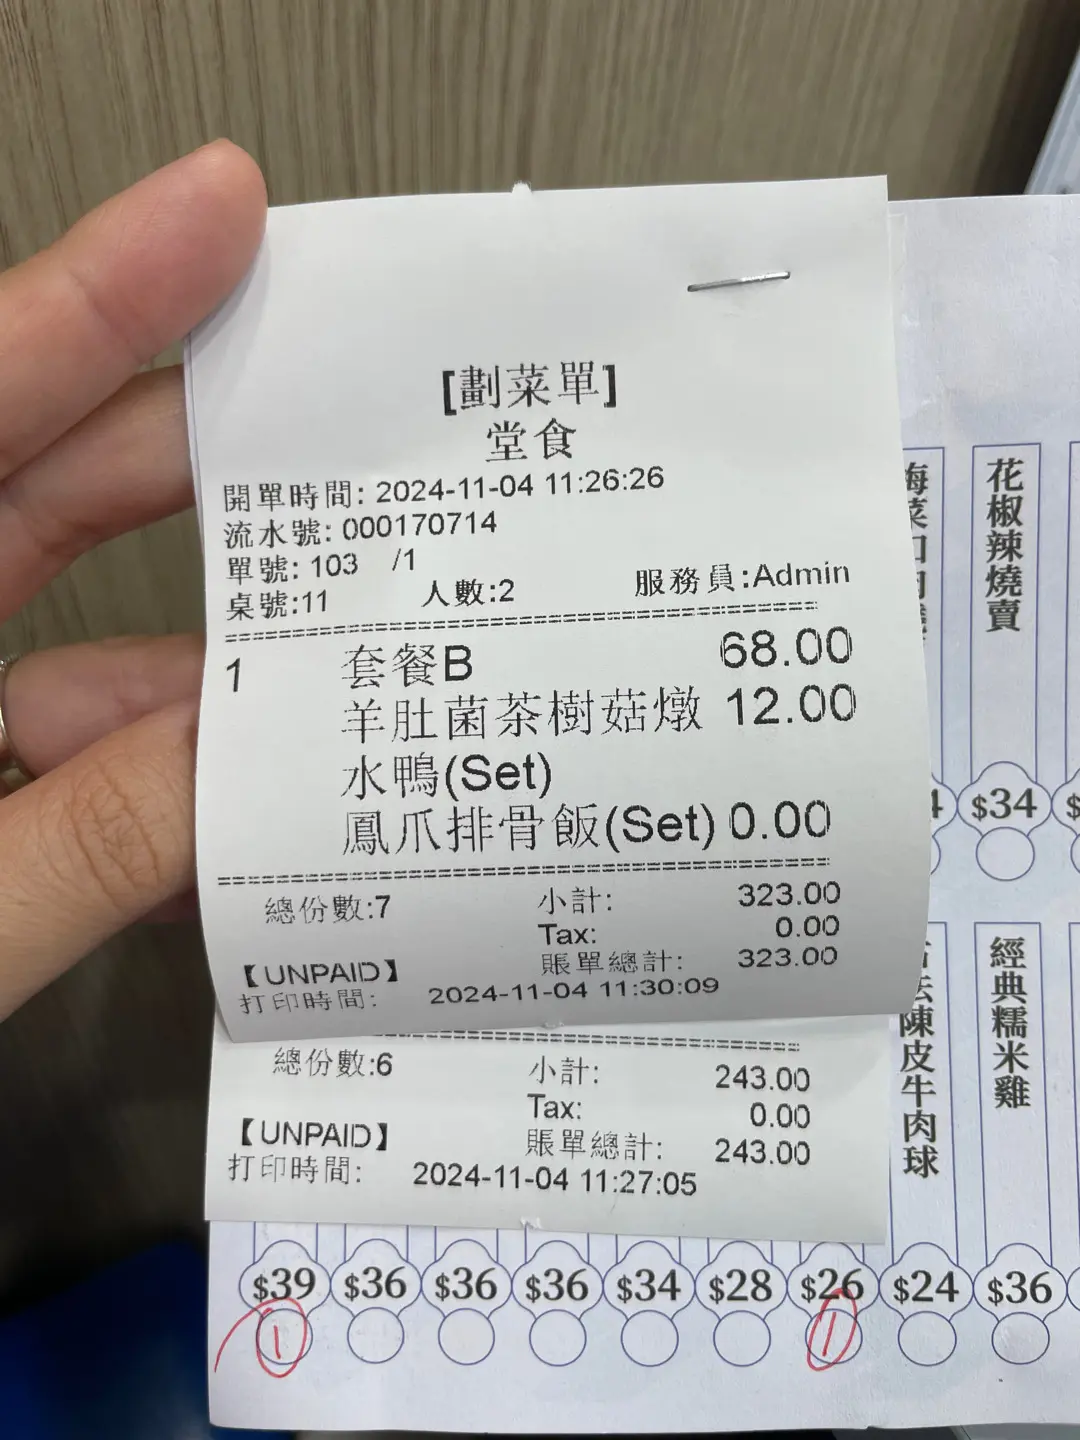 [劃菜單]
堂食
開單時間: 2024-11-04 11:26:26
流水號: 000170714
單號: 103 /1
桌號:11 人數:2 服務員:Admin
1 套餐B 68.00
羊肚菌茶樹菇燉 12.00
水鴨(Set)
鳳爪排骨飯(Set) 0.00
總份數:7 小計: 323.00
Tax: 0.00
【UNPAID】 賬單總計: 323.00
打印時間: 2024-11-04 11:30:09
總份數:6 小計: 243.00
Tax: 0.00
【UNPAID】 賬單總計: 243.00
打印時間: 2024-11-04 11:27:05
花椒辣燒賣
$34
陳皮牛肉球
經典糯米雞
$39 $36 $36 $36 $34 $28 $26 $24 $36
1 1